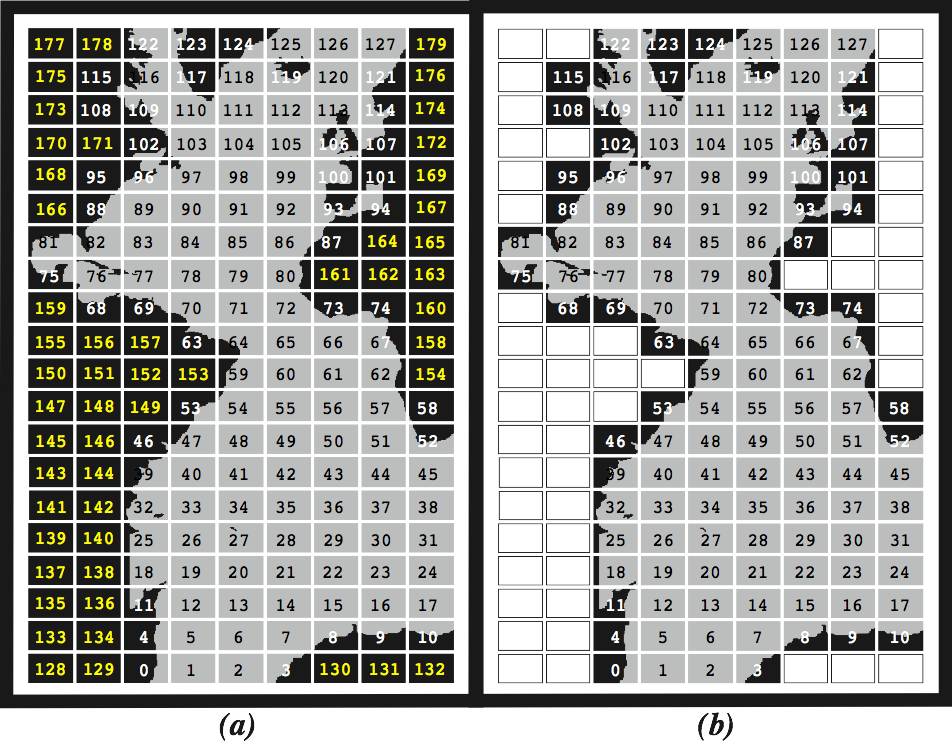 177 178 122 123 124 125 126 127 179
175 115 116 117 118 119 120 121 176
173 108 109 110 111 112 113 114 174
170 171 102 103 104 105 106 107 172
168 95 96 97 98 99 100 101 169
166 88 89 90 91 92 93 94 167
81 82 83 84 85 86 87 164 165
75 76 77 78 79 80 161 162 163
159 68 69 70 71 72 73 74 160
155 156 157 63 64 65 66 67 158
150 151 152 153 59 60 61 62 154
147 148 149 53 54 55 56 57 58
145 146 46 47 48 49 50 51 52
143 144 39 40 41 42 43 44 45
141 142 32 33 34 35 36 37 38
139 140 25 26 27 28 29 30 31
137 138 18 19 20 21 22 23 24
135 136 11 12 13 14 15 16 17
133 134 4 5 6 7 8 9 10
128 129 0 1 2 3 130 131 132
(a)
122 123 124 125 126 127
115 116 117 118 119 120 121
108 109 110 111 112 113 114
102 103 104 105 106 107
95 96 97 98 99 100 101
88 89 90 91 92 93 94
81 82 83 84 85 86 87
75 76 77 78 79 80
68 69 70 71 72 73 74
63 64 65 66 67
59 60 61 62
53 54 55 56 57 58
46 47 48 49 50 51 52
39 40 41 42 43 44 45
32 33 34 35 36 37 38
25 26 27 28 29 30 31
18 19 20 21 22 23 24
11 12 13 14 15 16 17
4 5 6 7 8 9 10
0 1 2 3
(b)